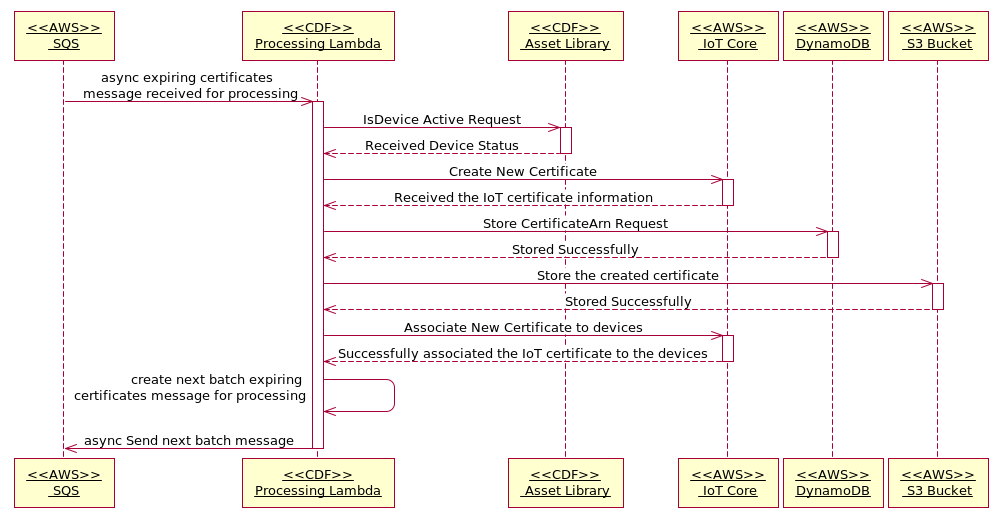 <<AWS>>
SQS
<<CDF>>
Processing Lambda
<<CDF>>
Asset Library
<<AWS>>
IoT Core
<<AWS>>
DynamoDB
<<AWS>>
S3 Bucket
async expiring certificates
message received for processing
IsDevice Active Request
Received Device Status
Create New Certificate
Received the IoT certificate information
Store CertificateArn Request
Stored Successfully
Store the created certificate
Stored Successfully
Associate New Certificate to devices
Successfully associated the IoT certificate to the devices
create next batch expiring
certificates message for processing
async Send next batch message
<<AWS>>
SQS
<<CDF>>
Processing Lambda
<<CDF>>
Asset Library
<<AWS>>
IoT Core
<<AWS>>
DynamoDB
<<AWS>>
S3 Bucket